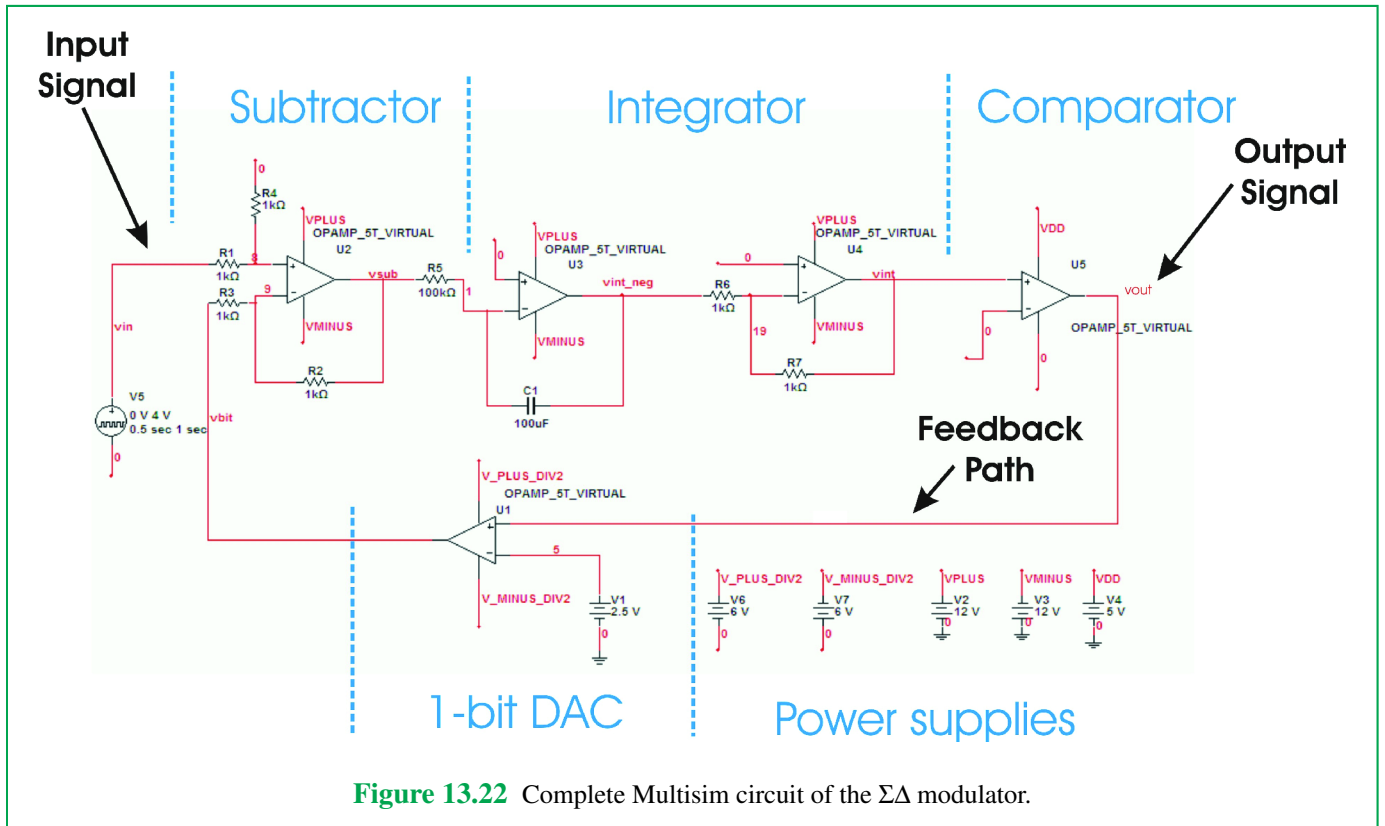 Input
Signal
Subtractor
Integrator
Comparator
Output
Signal
0
R4
1kΩ
VPLUS
OPAMP_5T_VIRTUAL
U2
R1
1kΩ
8
R3
1kΩ
9
vsub
R5
100kΩ
VMINUS
R2
1kΩ
vin
V5
0 V 4 V
0.5 sec 1 sec
0
vbit
0
VPLUS
OPAMP_5T_VIRTUAL
U3
1
vint_neg
VMINUS
C1
100uF
VPLUS
OPAMP_5T_VIRTUAL
U4
0
R6
1kΩ
vint
VMINUS
19
R7
1kΩ
VDD
U5
vout
OPAMP_5T_VIRTUAL
0
0
Feedback
Path
V_PLUS_DIV2
OPAMP_5T_VIRTUAL
U1
5
V_MINUS_DIV2
V1
2.5 V
0
V_PLUS_DIV2
V6
6 V
0
V_MINUS_DIV2
V7
6 V
0
VPLUS
V2
12 V
0
VMINUS
V3
12 V
0
VDD
V4
5 V
0
1-bit DAC
Power supplies
Figure 13.22 Complete Multisim circuit of the ΣΔ modulator.